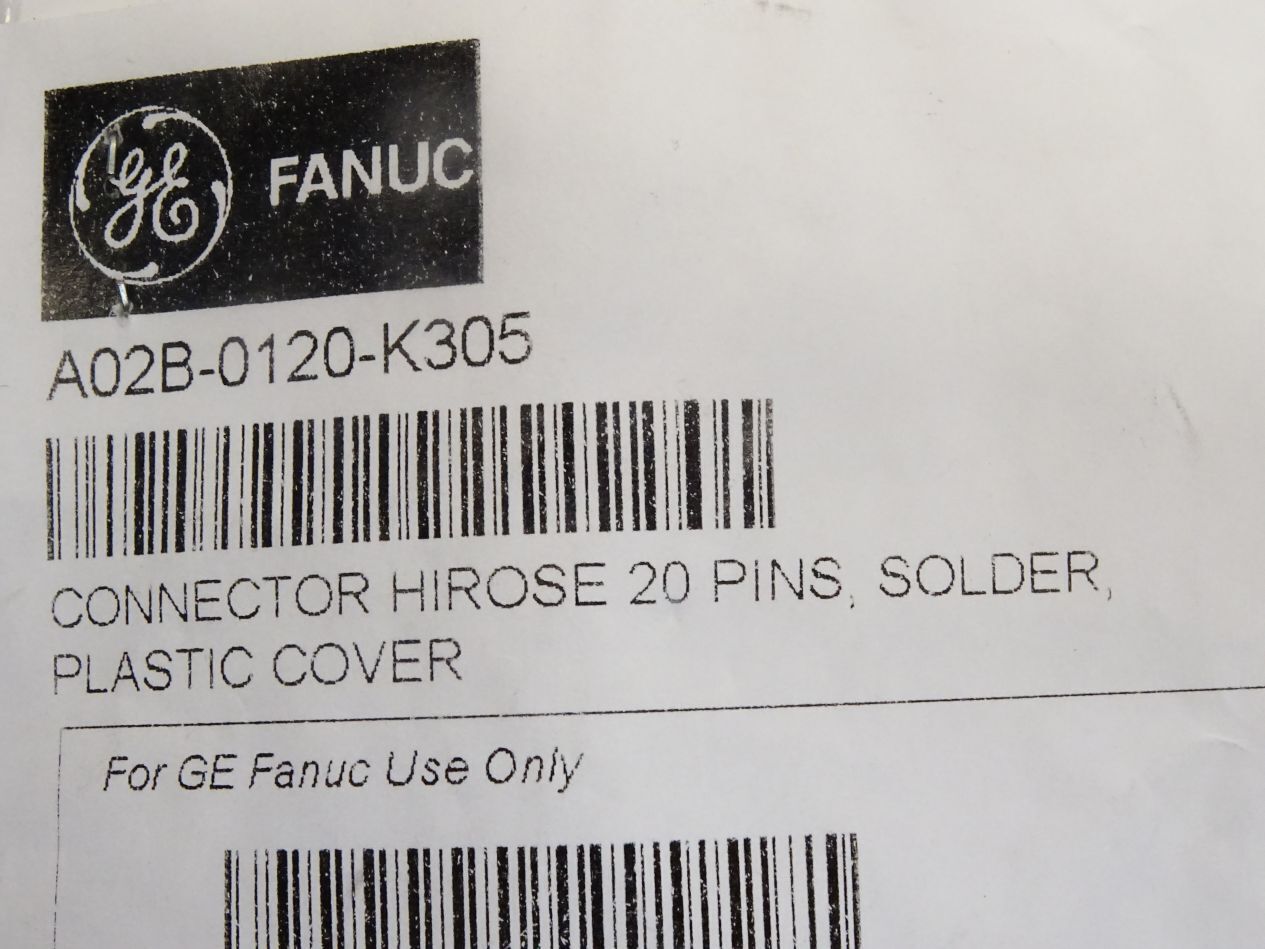 GE FANUC
A02B-0120-K305
CONNECTOR HIROSE 20 PINS, SOLDER,
PLASTIC COVER
For GE Fanuc Use Only